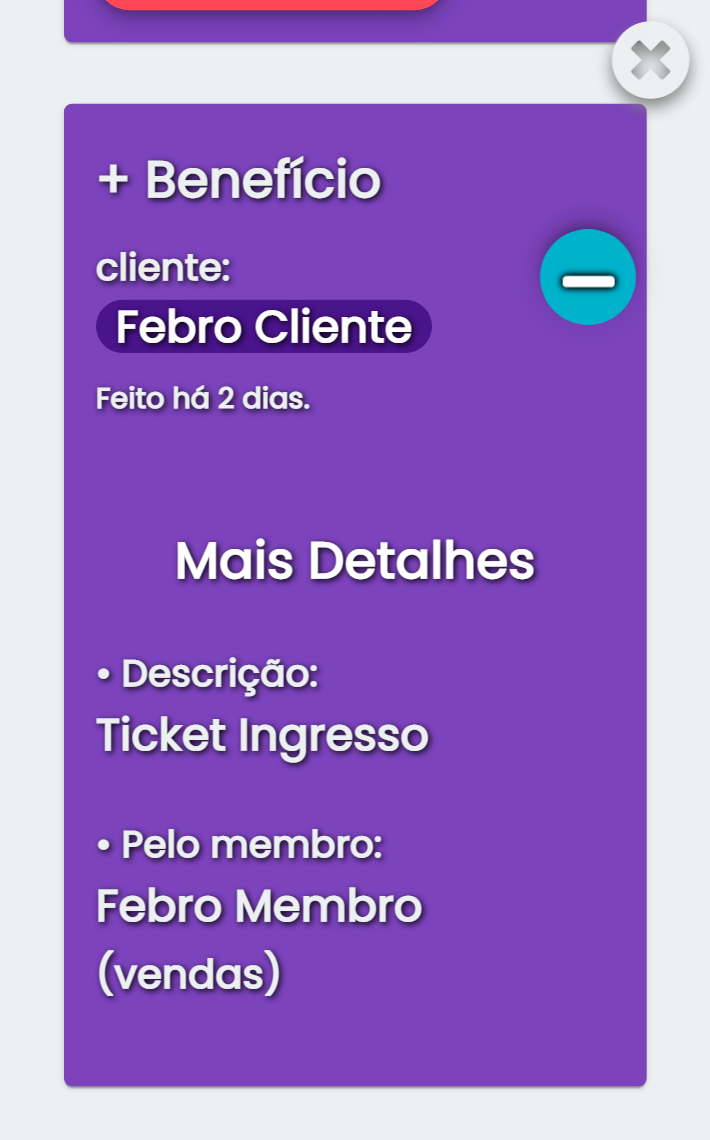 + Benefício
cliente:
Febro Cliente
Feito há 2 dias.
Mais Detalhes
• Descrição:
Ticket Ingresso
• Pelo membro:
Febro Membro
(vendas)